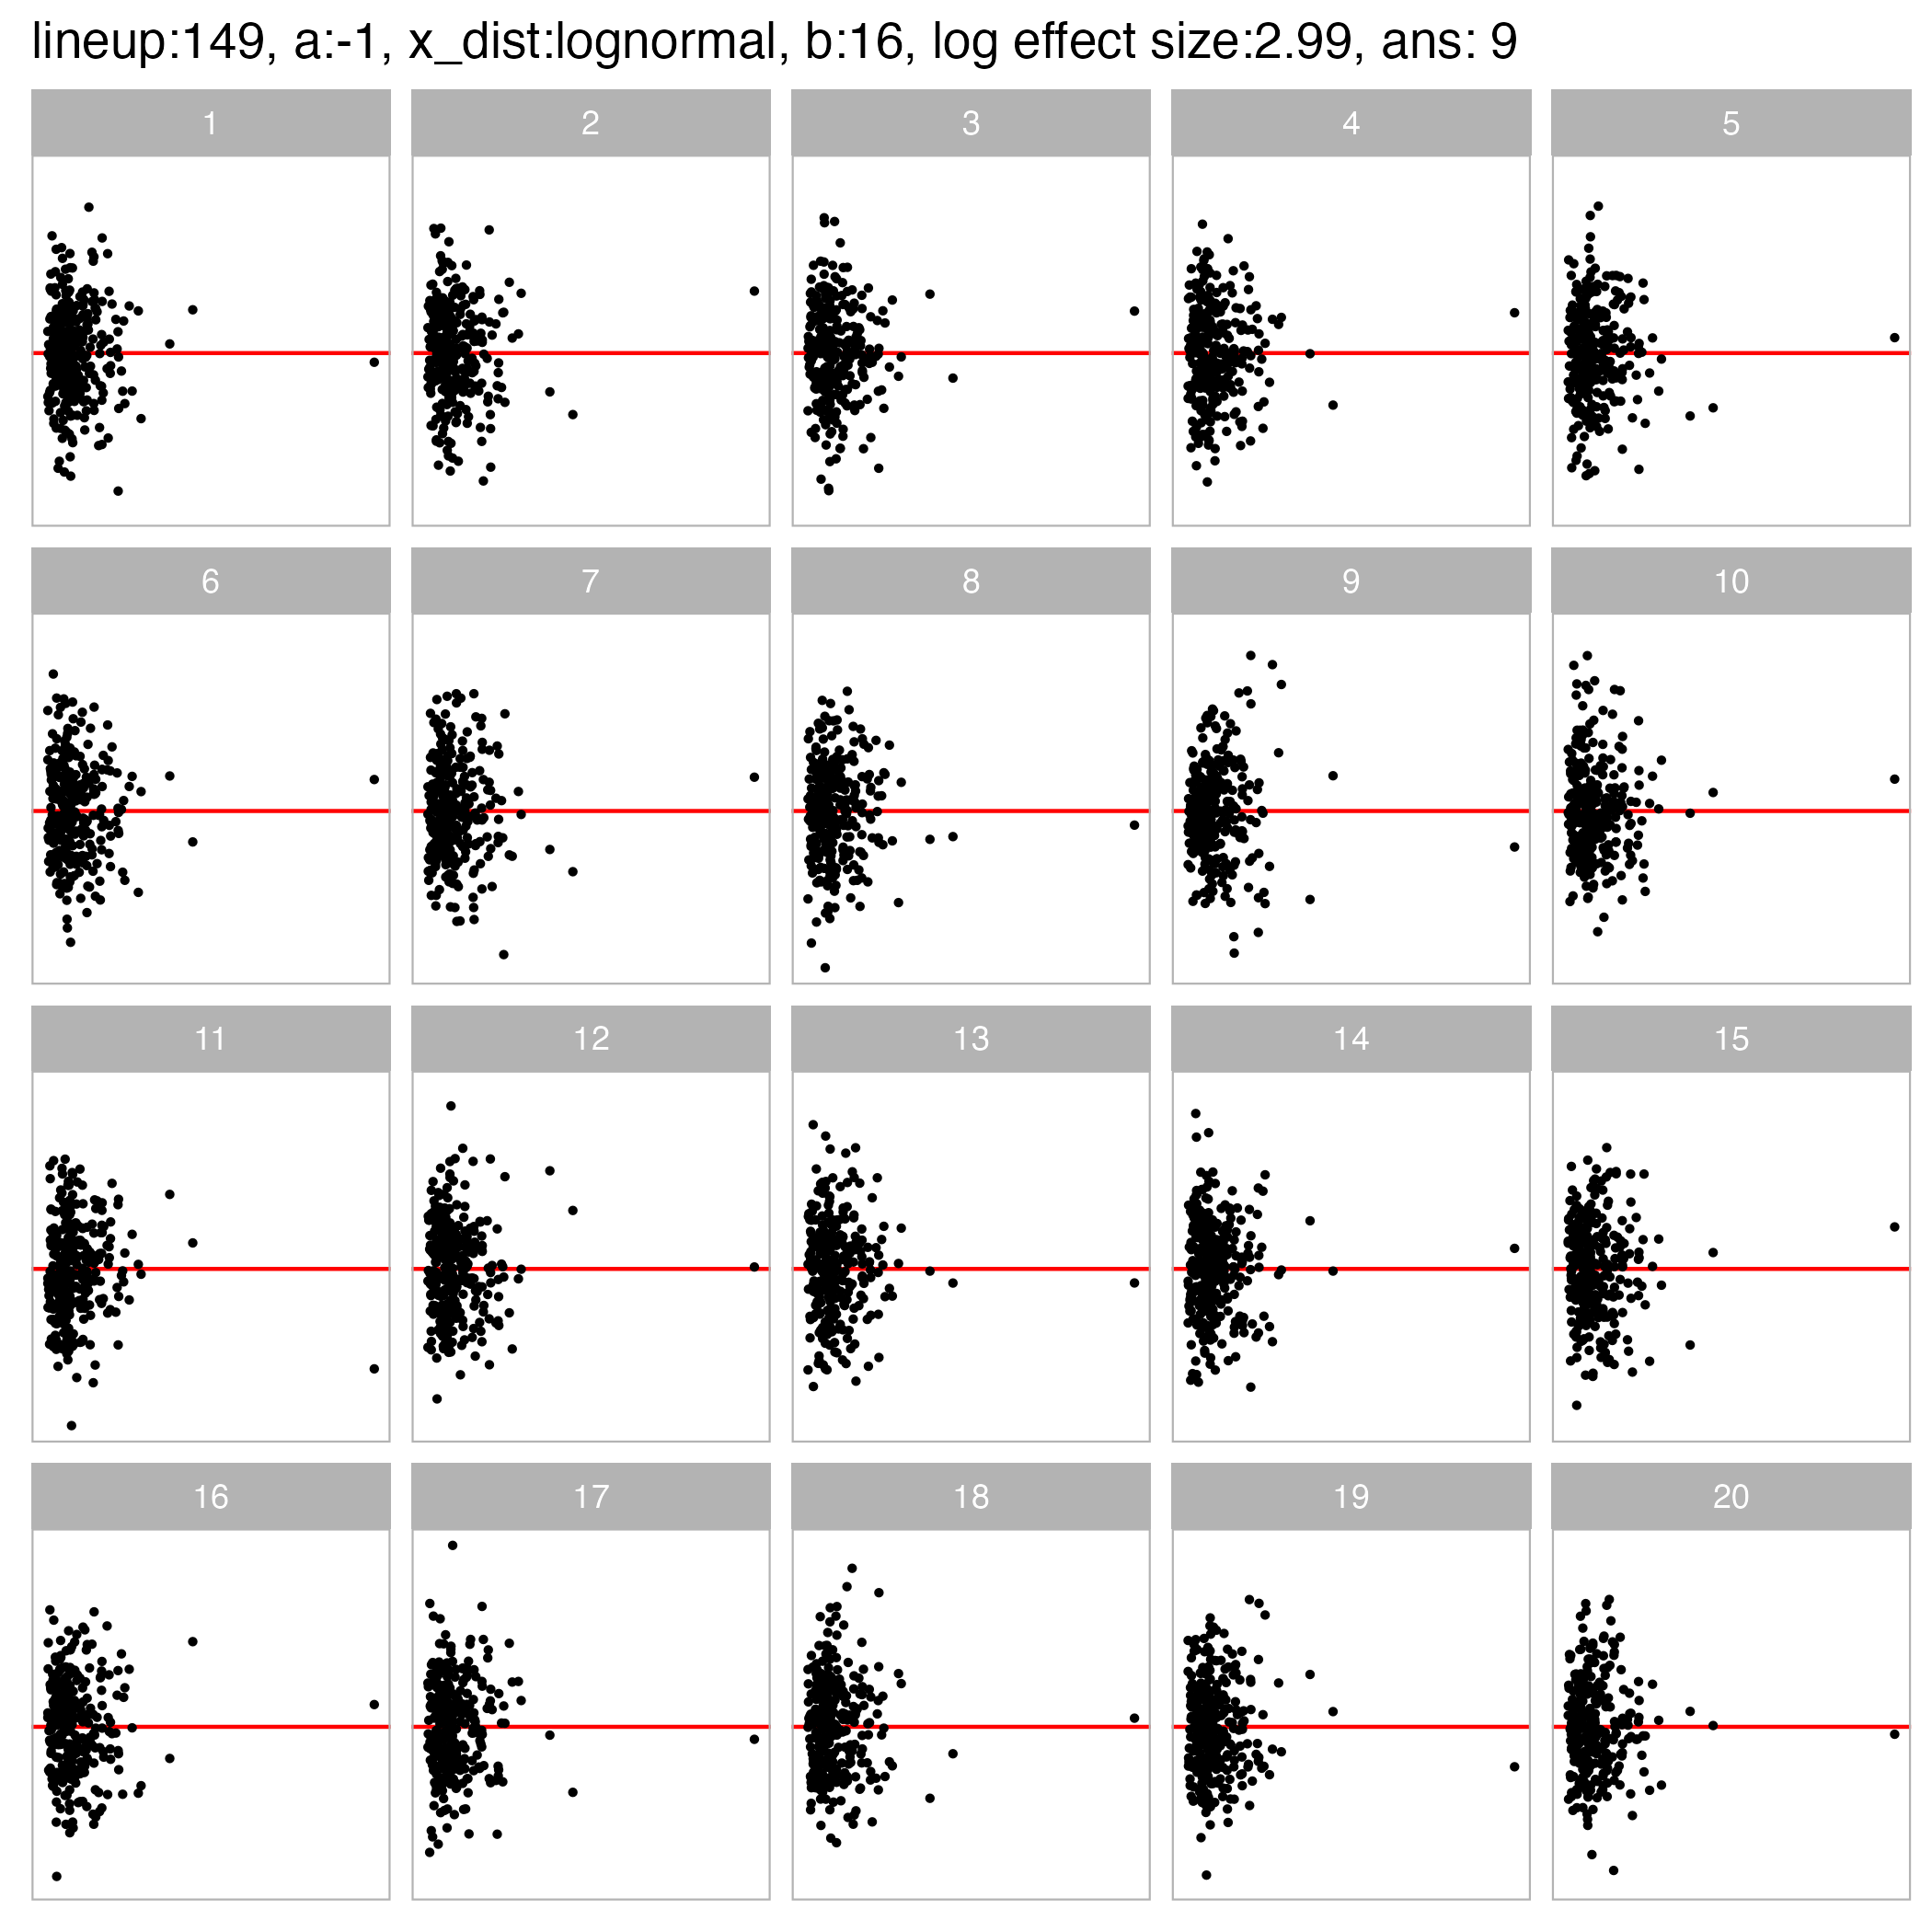 lineup:149, a:-1, x_dist:lognormal, b:16, log effect size:2.99, ans: 9
1 2 3 4 5
6 7 8 9 10
11 12 13 14 15
16 17 18 19 20